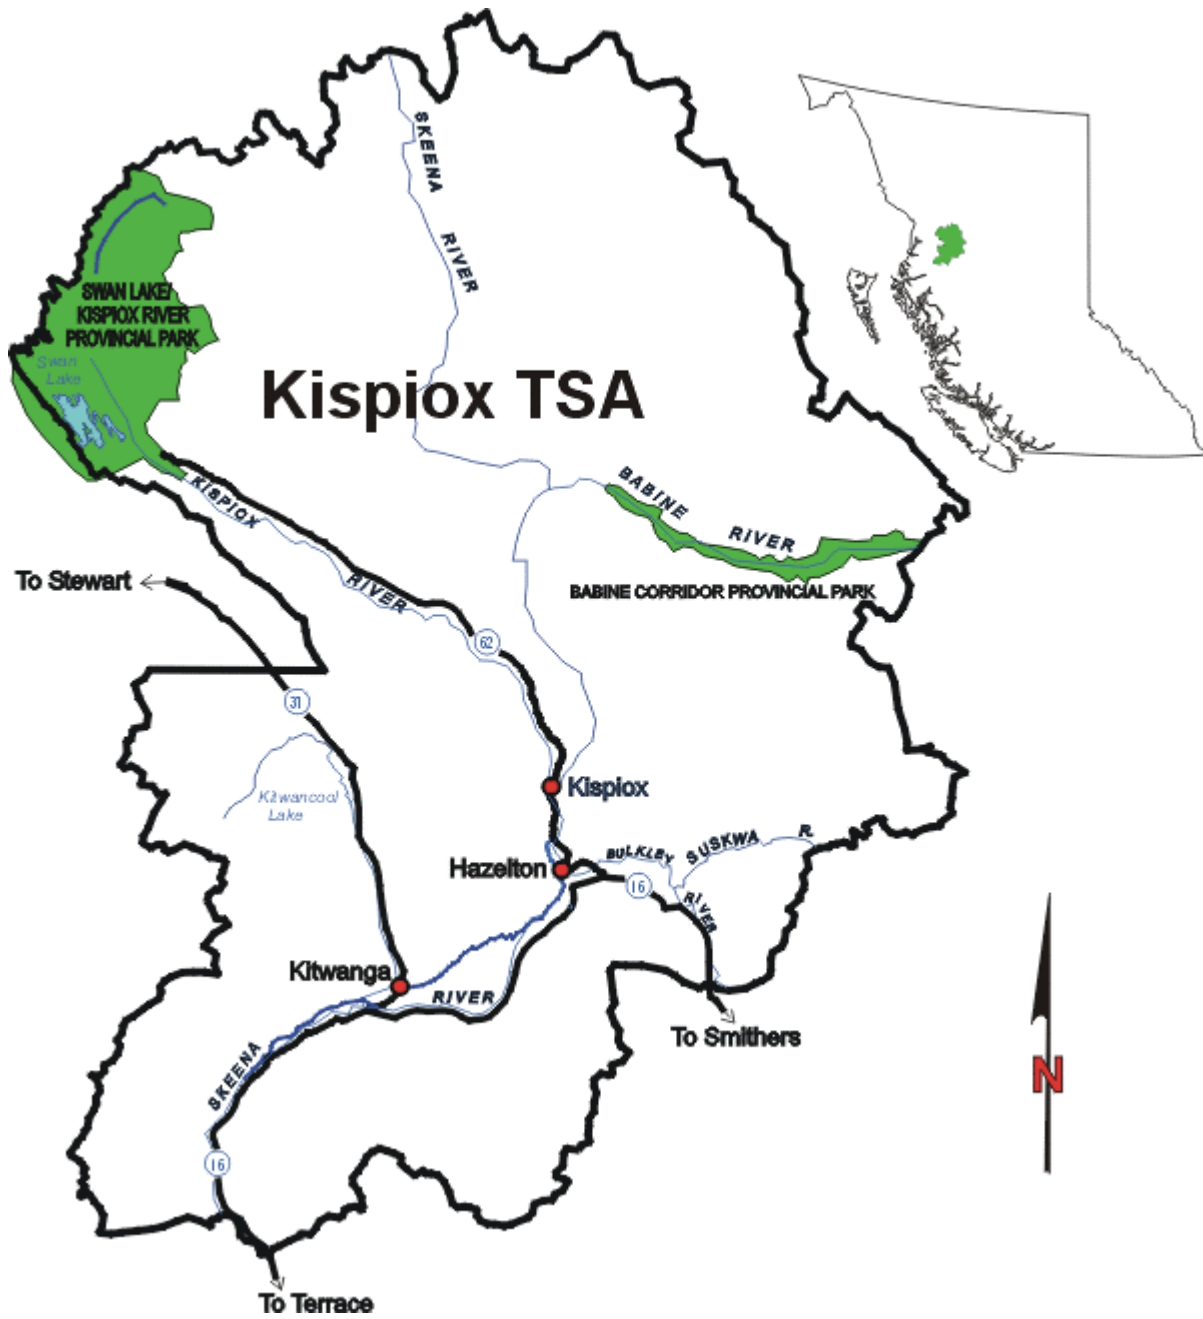 SKEENA
RIVER
SWAN LAKE/
KISPIOX RIVER
PROVINCIAL PARK
Swan
Lake
Kispiox TSA
KISPIOX
RIVER
BABINE
RIVER
BABINE CORRIDOR PROVINCIAL PARK
To Stewart
62
31
Kitwancool
Lake
Kispiox
Hazelton
BULKLEY
RIVER
SUSKWA R.
16
Kitwanga
RIVER
SKEENA
To Smithers
N
16
To Terrace